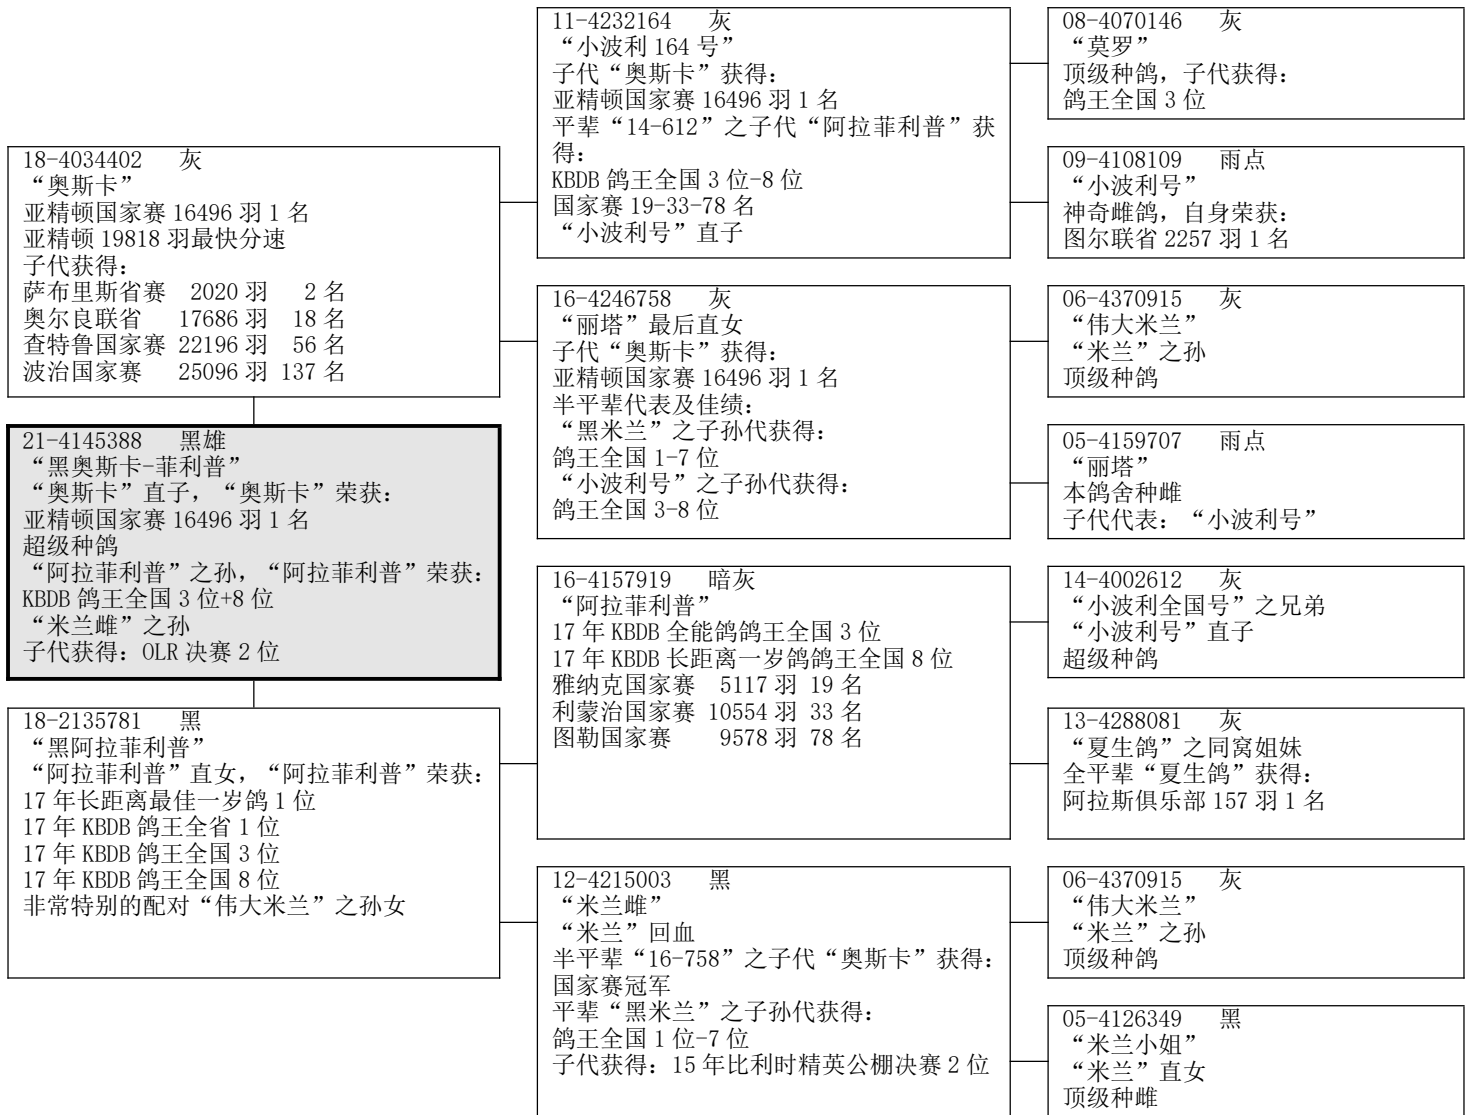 18-4034402 灰
“奥斯卡”
亚精顿国家赛 16496 羽 1 名
亚精顿 19818 羽最快分速
子代获得：
萨布里斯省赛 2020 羽 2 名
奥尔良联省 17686 羽 18 名
查特鲁国家赛 22196 羽 56 名
波治国家赛 25096 羽 137 名
21-4145388 黑雄
“黑奥斯卡-菲利普”
“奥斯卡”直子，“奥斯卡”荣获：
亚精顿国家赛 16496 羽 1 名
超级种鸽
“阿拉菲利普”之孙，“阿拉菲利普”荣获：
KBDB 鸽王全国 3 位+8 位
“米兰雌”之孙
子代获得：OLR 决赛 2 位
18-2135781 黑
“黑阿拉菲利普”
“阿拉菲利普”直女，“阿拉菲利普”荣获：
17 年长距离最佳一岁鸽 1 位
17 年 KBDB 鸽王全省 1 位
17 年 KBDB 鸽王全国 3 位
17 年 KBDB 鸽王全国 8 位
非常特别的配对“伟大米兰”之孙女
11-4232164 灰
“小波利 164 号”
子代“奥斯卡”获得：
亚精顿国家赛 16496 羽 1 名
平辈“14-612”之子代“阿拉菲利普”获
得：
KBDB 鸽王全国 3 位-8 位
国家赛 19-33-78 名
“小波利号”直子
16-4246758 灰
“丽塔”最后直女
子代“奥斯卡”获得：
亚精顿国家赛 16496 羽 1 名
半平辈代表及佳绩：
“黑米兰”之子孙代获得：
鸽王全国 1-7 位
“小波利号”之子孙代获得：
鸽王全国 3-8 位
16-4157919 暗灰
“阿拉菲利普”
17 年 KBDB 全能鸽鸽王全国 3 位
17 年 KBDB 长距离一岁鸽鸽王全国 8 位
雅纳克国家赛 5117 羽 19 名
利蒙治国家赛 10554 羽 33 名
图勒国家赛 9578 羽 78 名
12-4215003 黑
“米兰雌”
“米兰”回血
半平辈“16-758”之子代“奥斯卡”获得：
国家赛冠军
平辈“黑米兰”之子孙代获得：
鸽王全国 1 位-7 位
子代获得：15 年比利时精英公棚决赛 2 位
08-4070146 灰
“莫罗”
顶级种鸽，子代获得：
鸽王全国 3 位
09-4108109 雨点
“小波利号”
神奇雌鸽，自身荣获：
图尔联省 2257 羽 1 名
06-4370915 灰
“伟大米兰”
“米兰”之孙
顶级种鸽
05-4159707 雨点
“丽塔”
本鸽舍种雌
子代代表：“小波利号”
14-4002612 灰
“小波利全国号”之兄弟
“小波利号”直子
超级种鸽
13-4288081 灰
“夏生鸽”之同窝姐妹
全平辈“夏生鸽”获得：
阿拉斯俱乐部 157 羽 1 名
06-4370915 灰
“伟大米兰”
“米兰”之孙
顶级种鸽
05-4126349 黑
“米兰小姐”
“米兰”直女
顶级种雌